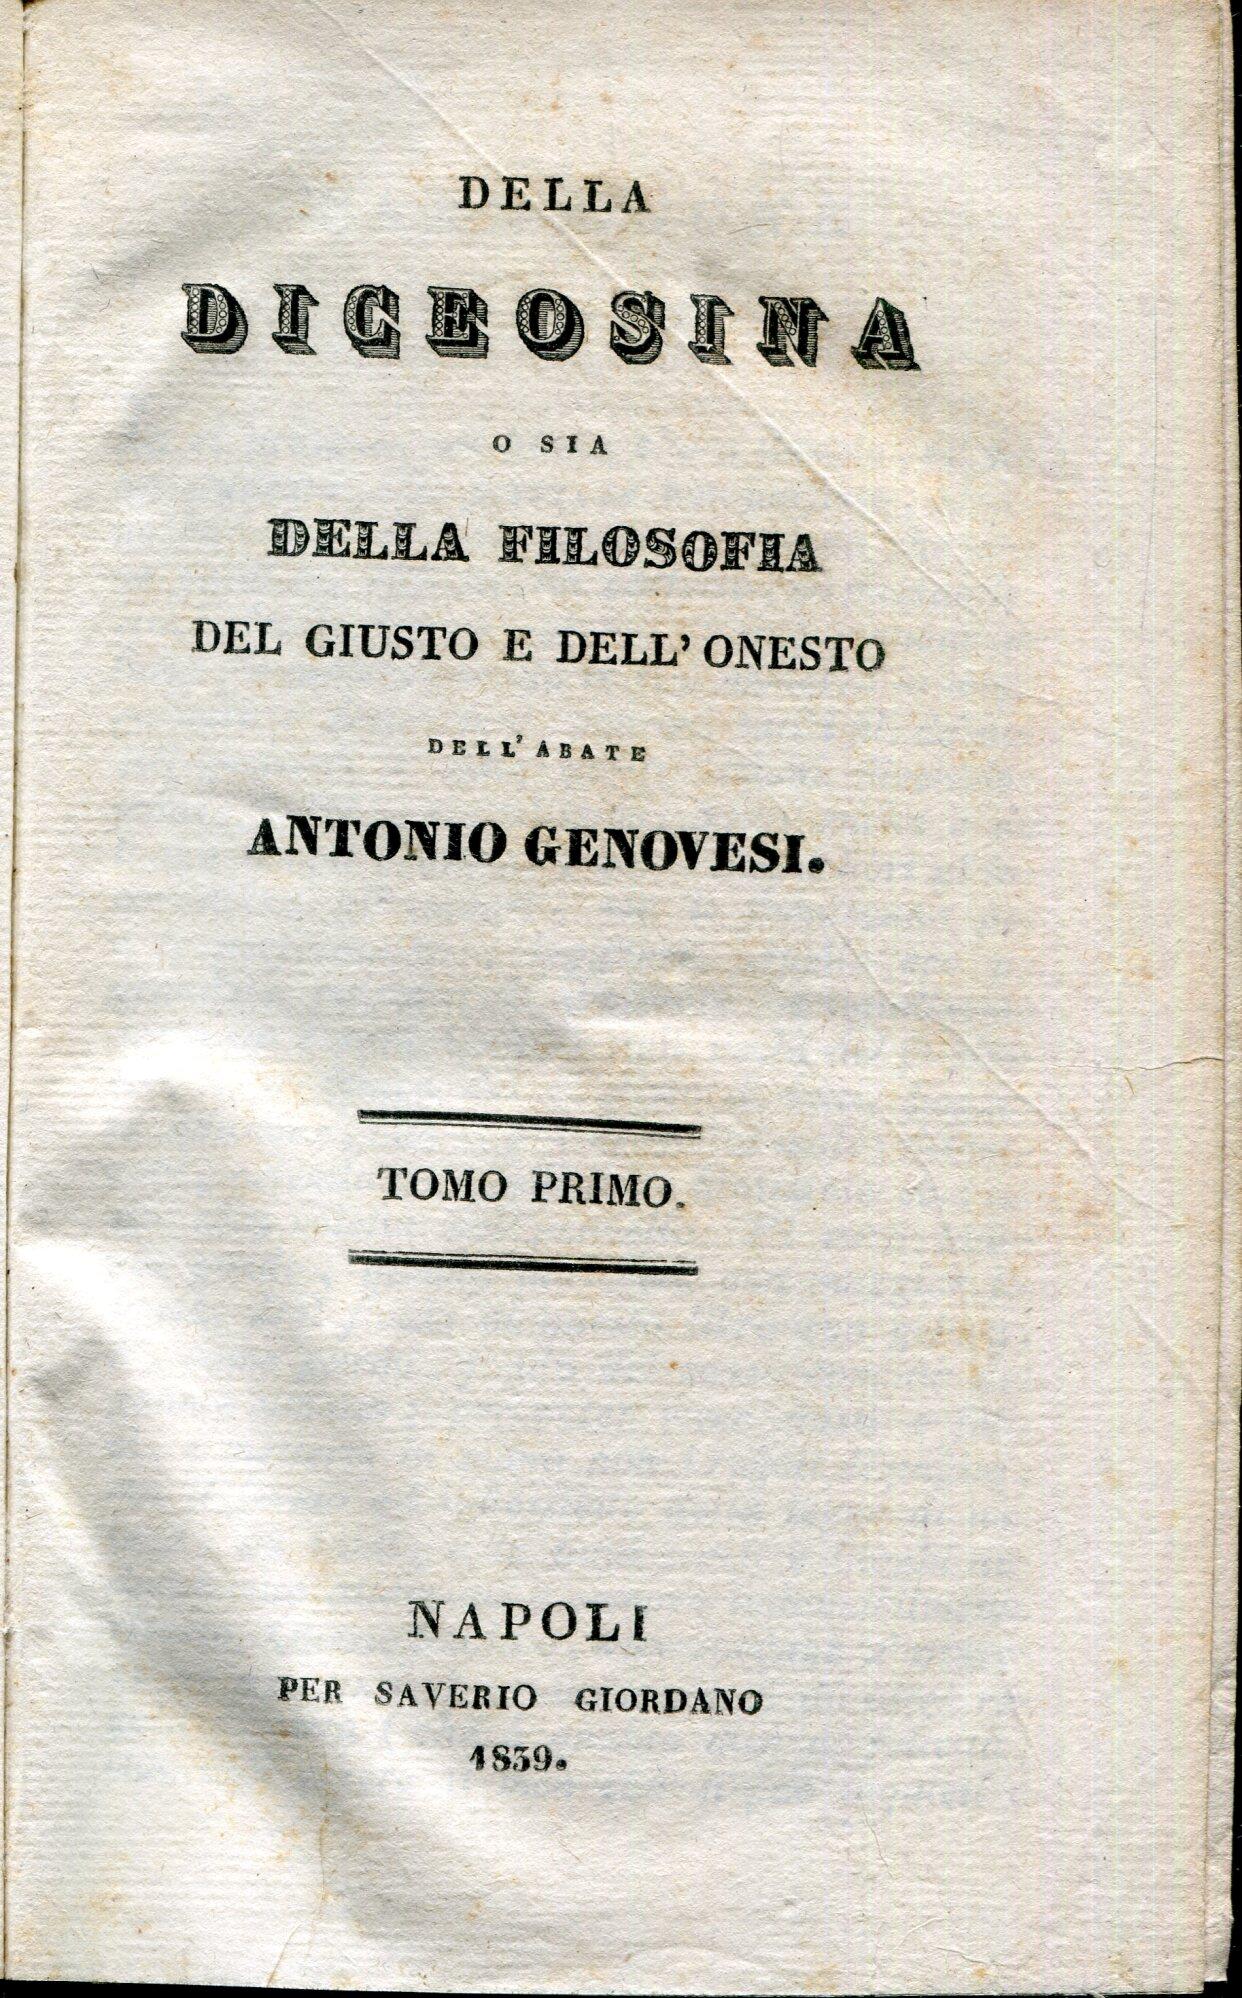 DELLA
DICEOSINA
O SIA
DELLA FILOSOFIA
DEL GIUSTO E DELL' ONESTO
DELL'ABATE
ANTONIO GENOVESI.
TOMO PRIMO.
NAPOLI
PER SAVERIO GIORDANO
1839.